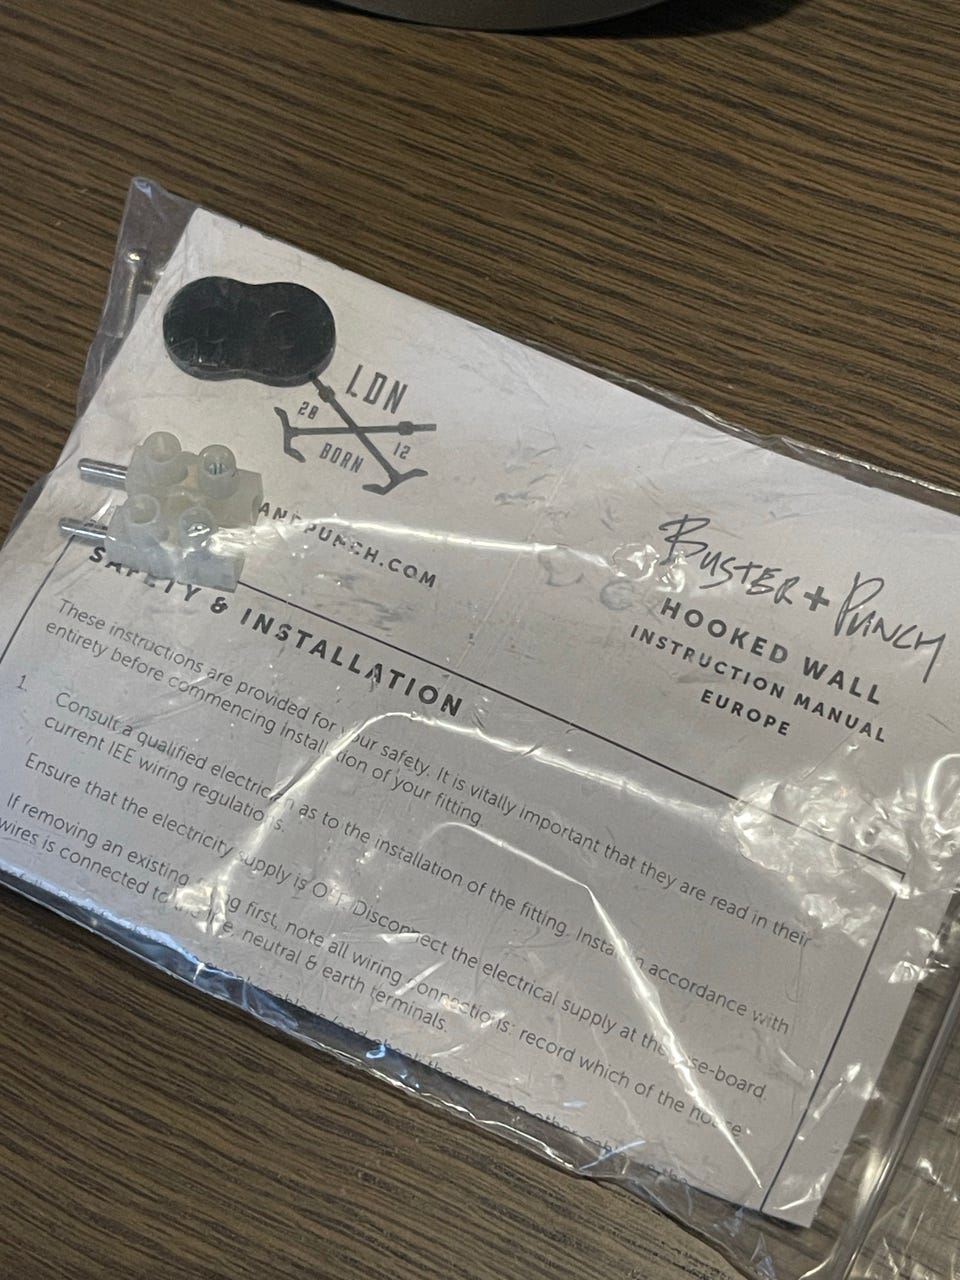 LDN
28
12
BORN
ANDPUNCH.COM
BUSTER + PUNCH
HOOKED WALL
INSTRUCTION MANUAL
EUROPE
SAFETY & INSTALLATION
These instructions are provided for your safety. It is vitally important that they are read in their
entirety before commencing installation of your fitting.
1. Consult a qualified electrician as to the installation of the fitting. Install in accordance with
current IEE wiring regulations.
Ensure that the electricity supply is OFF. Disconnect the electrical supply at the fuse-board.
If removing an existing fitting first, note all wiring connections: record which of the house
wires is connected to the live, neutral & earth terminals.